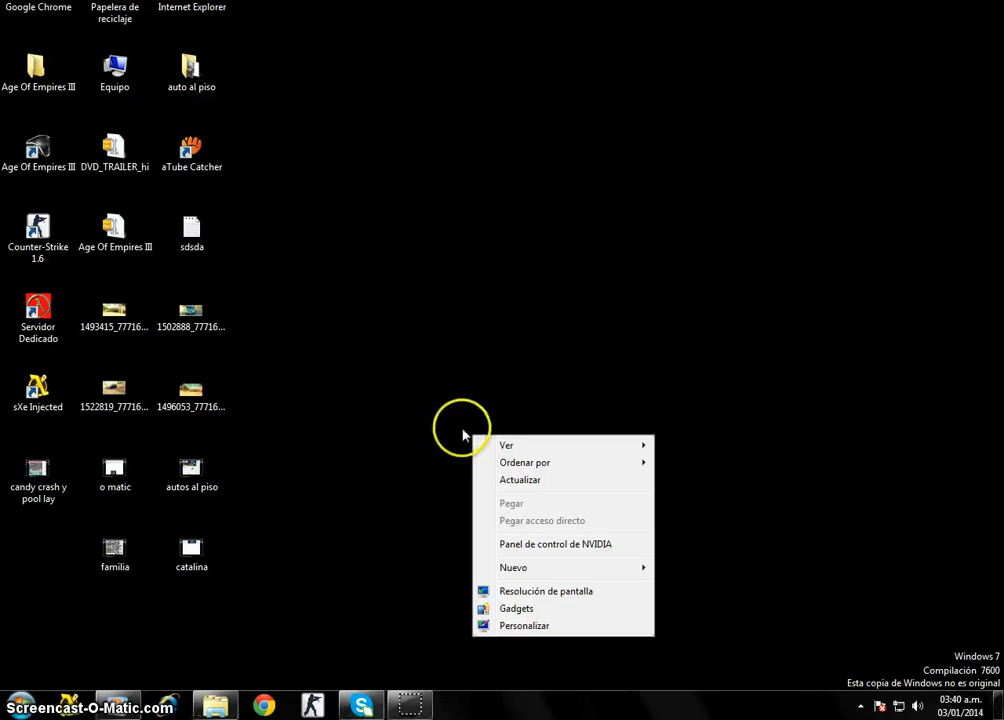 Google Chrome
Papelera de
reciclaje
Internet Explorer
Age Of Empires III
Equipo
auto al piso
Age Of Empires III
DVD_TRAILER_hi
aTube Catcher
Counter-Strike
1.6
Age Of Empires III
sdsda
Servidor
Dedicado
1493415_77716...
1502888_77716...
sXe Injected
1522819_77716...
1496053_77716...
candy crash y
pool lay
o matic
autos al piso
familia
catalina
Ver
Ordenar por
Actualizar
Pegar
Pegar acceso directo
Panel de control de NVIDIA
Nuevo
Resolución de pantalla
Gadgets
Personalizar
Windows 7
Compilación 7600
Esta copia de Windows no es original
Screencast-O-Matic.com
03:40 a.m.
03/01/2014